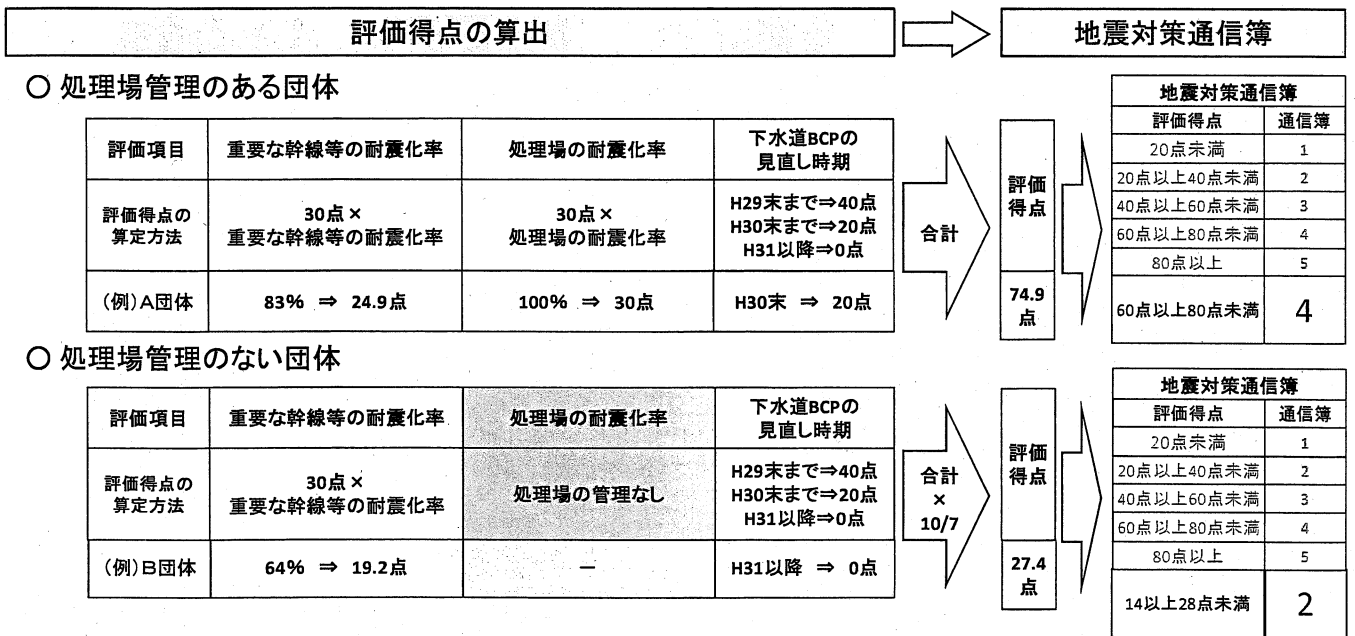 評価得点の算出
地震対策通信簿
○ 処理場管理のある団体
評価項目
重要な幹線等の耐震化率
処理場の耐震化率
下水道BCPの
見直し時期
評価得点の
算定方法
30点×
重要な幹線等の耐震化率
30点×
処理場の耐震化率
H29末まで⇒40点
H30末まで⇒20点
H31以降⇒0点
(例)A団体
83% ⇒ 24.9点
100% ⇒ 30点
H30末 ⇒ 20点
合計
評価
得点
74.9
点
地震対策通信簿
評価得点 通信簿
20点未満 1
20点以上40点未満 2
40点以上60点未満 3
60点以上80点未満 4
80点以上 5
60点以上80点未満 4
○ 処理場管理のない団体
評価項目
重要な幹線等の耐震化率
処理場の耐震化率
下水道BCPの
見直し時期
評価得点の
算定方法
30点×
重要な幹線等の耐震化率
処理場の管理なし
H29末まで⇒40点
H30末まで⇒20点
H31以降⇒0点
(例)B団体
64% ⇒ 19.2点
－
H31以降 ⇒ 0点
合計
×
10/7
評価
得点
27.4
点
地震対策通信簿
評価得点 通信簿
20点未満 1
20点以上40点未満 2
40点以上60点未満 3
60点以上80点未満 4
80点以上 5
14以上28点未満 2